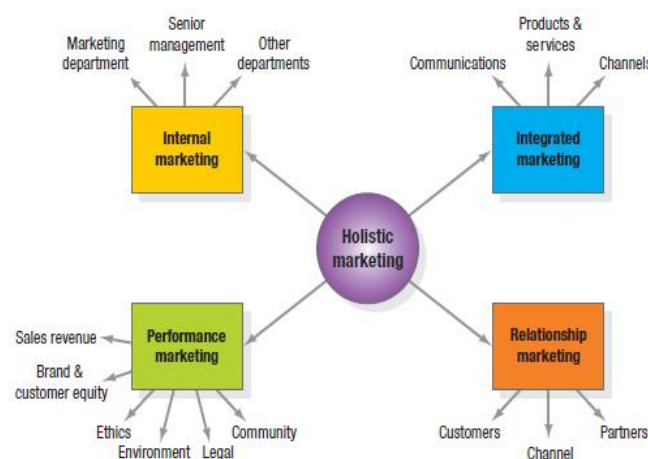 Senior
management
Marketing
department
Other
departments
Products &
services
Communications
Channels
Internal
marketing
Integrated
marketing
Holistic
marketing
Performance
marketing
Relationship
marketing
Sales revenue
Brand &
customer equity
Ethics
Environment
Legal
Community
Customers
Channel
Partners